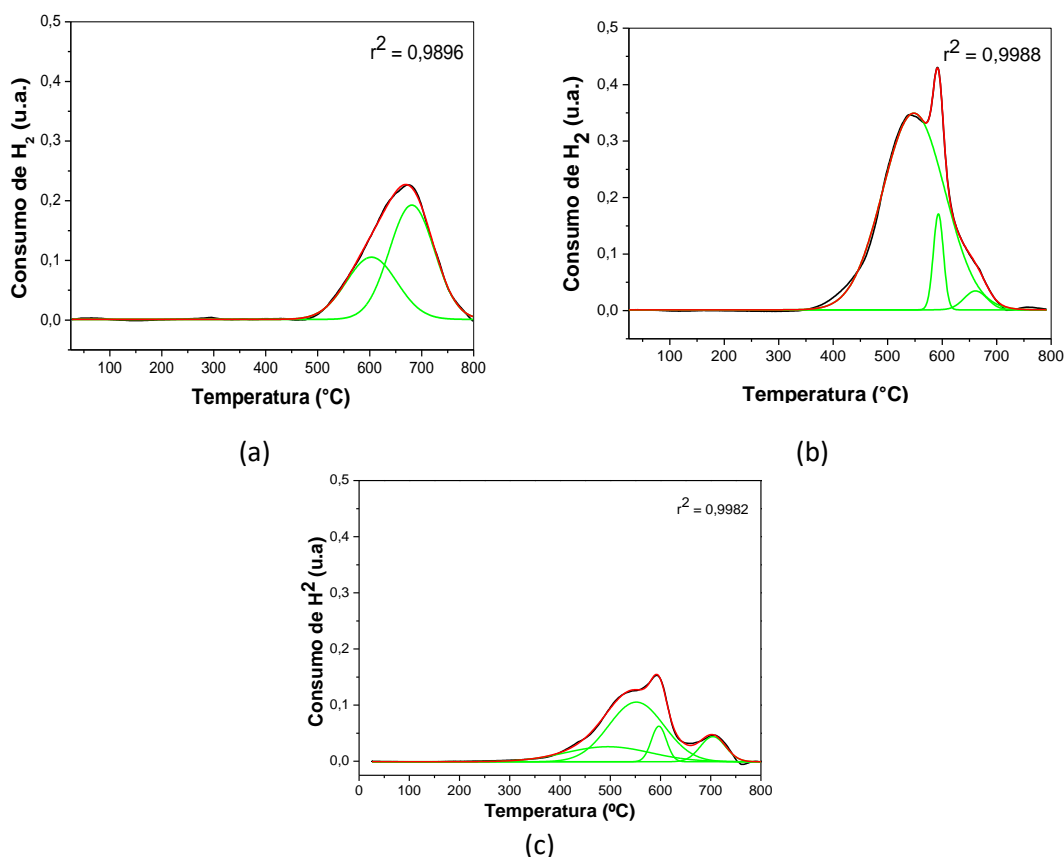 0,5
0,4
0,3
0,2
0,1
0,0
Consumo de H2 (u.a.)
r2 = 0,9896
100 200 300 400 500 600 700 800
Temperatura (°C)
(a)
0,5
0,4
0,3
0,2
0,1
0,0
Consumo de H2 (u.a.)
r2 = 0,9988
100 200 300 400 500 600 700 800
Temperatura (°C)
(b)
0,5
0,4
0,3
0,2
0,1
0,0
Consumo de H2 (u.a)
r2 = 0,9982
0 100 200 300 400 500 600 700 800
Temperatura (ºC)
(c)